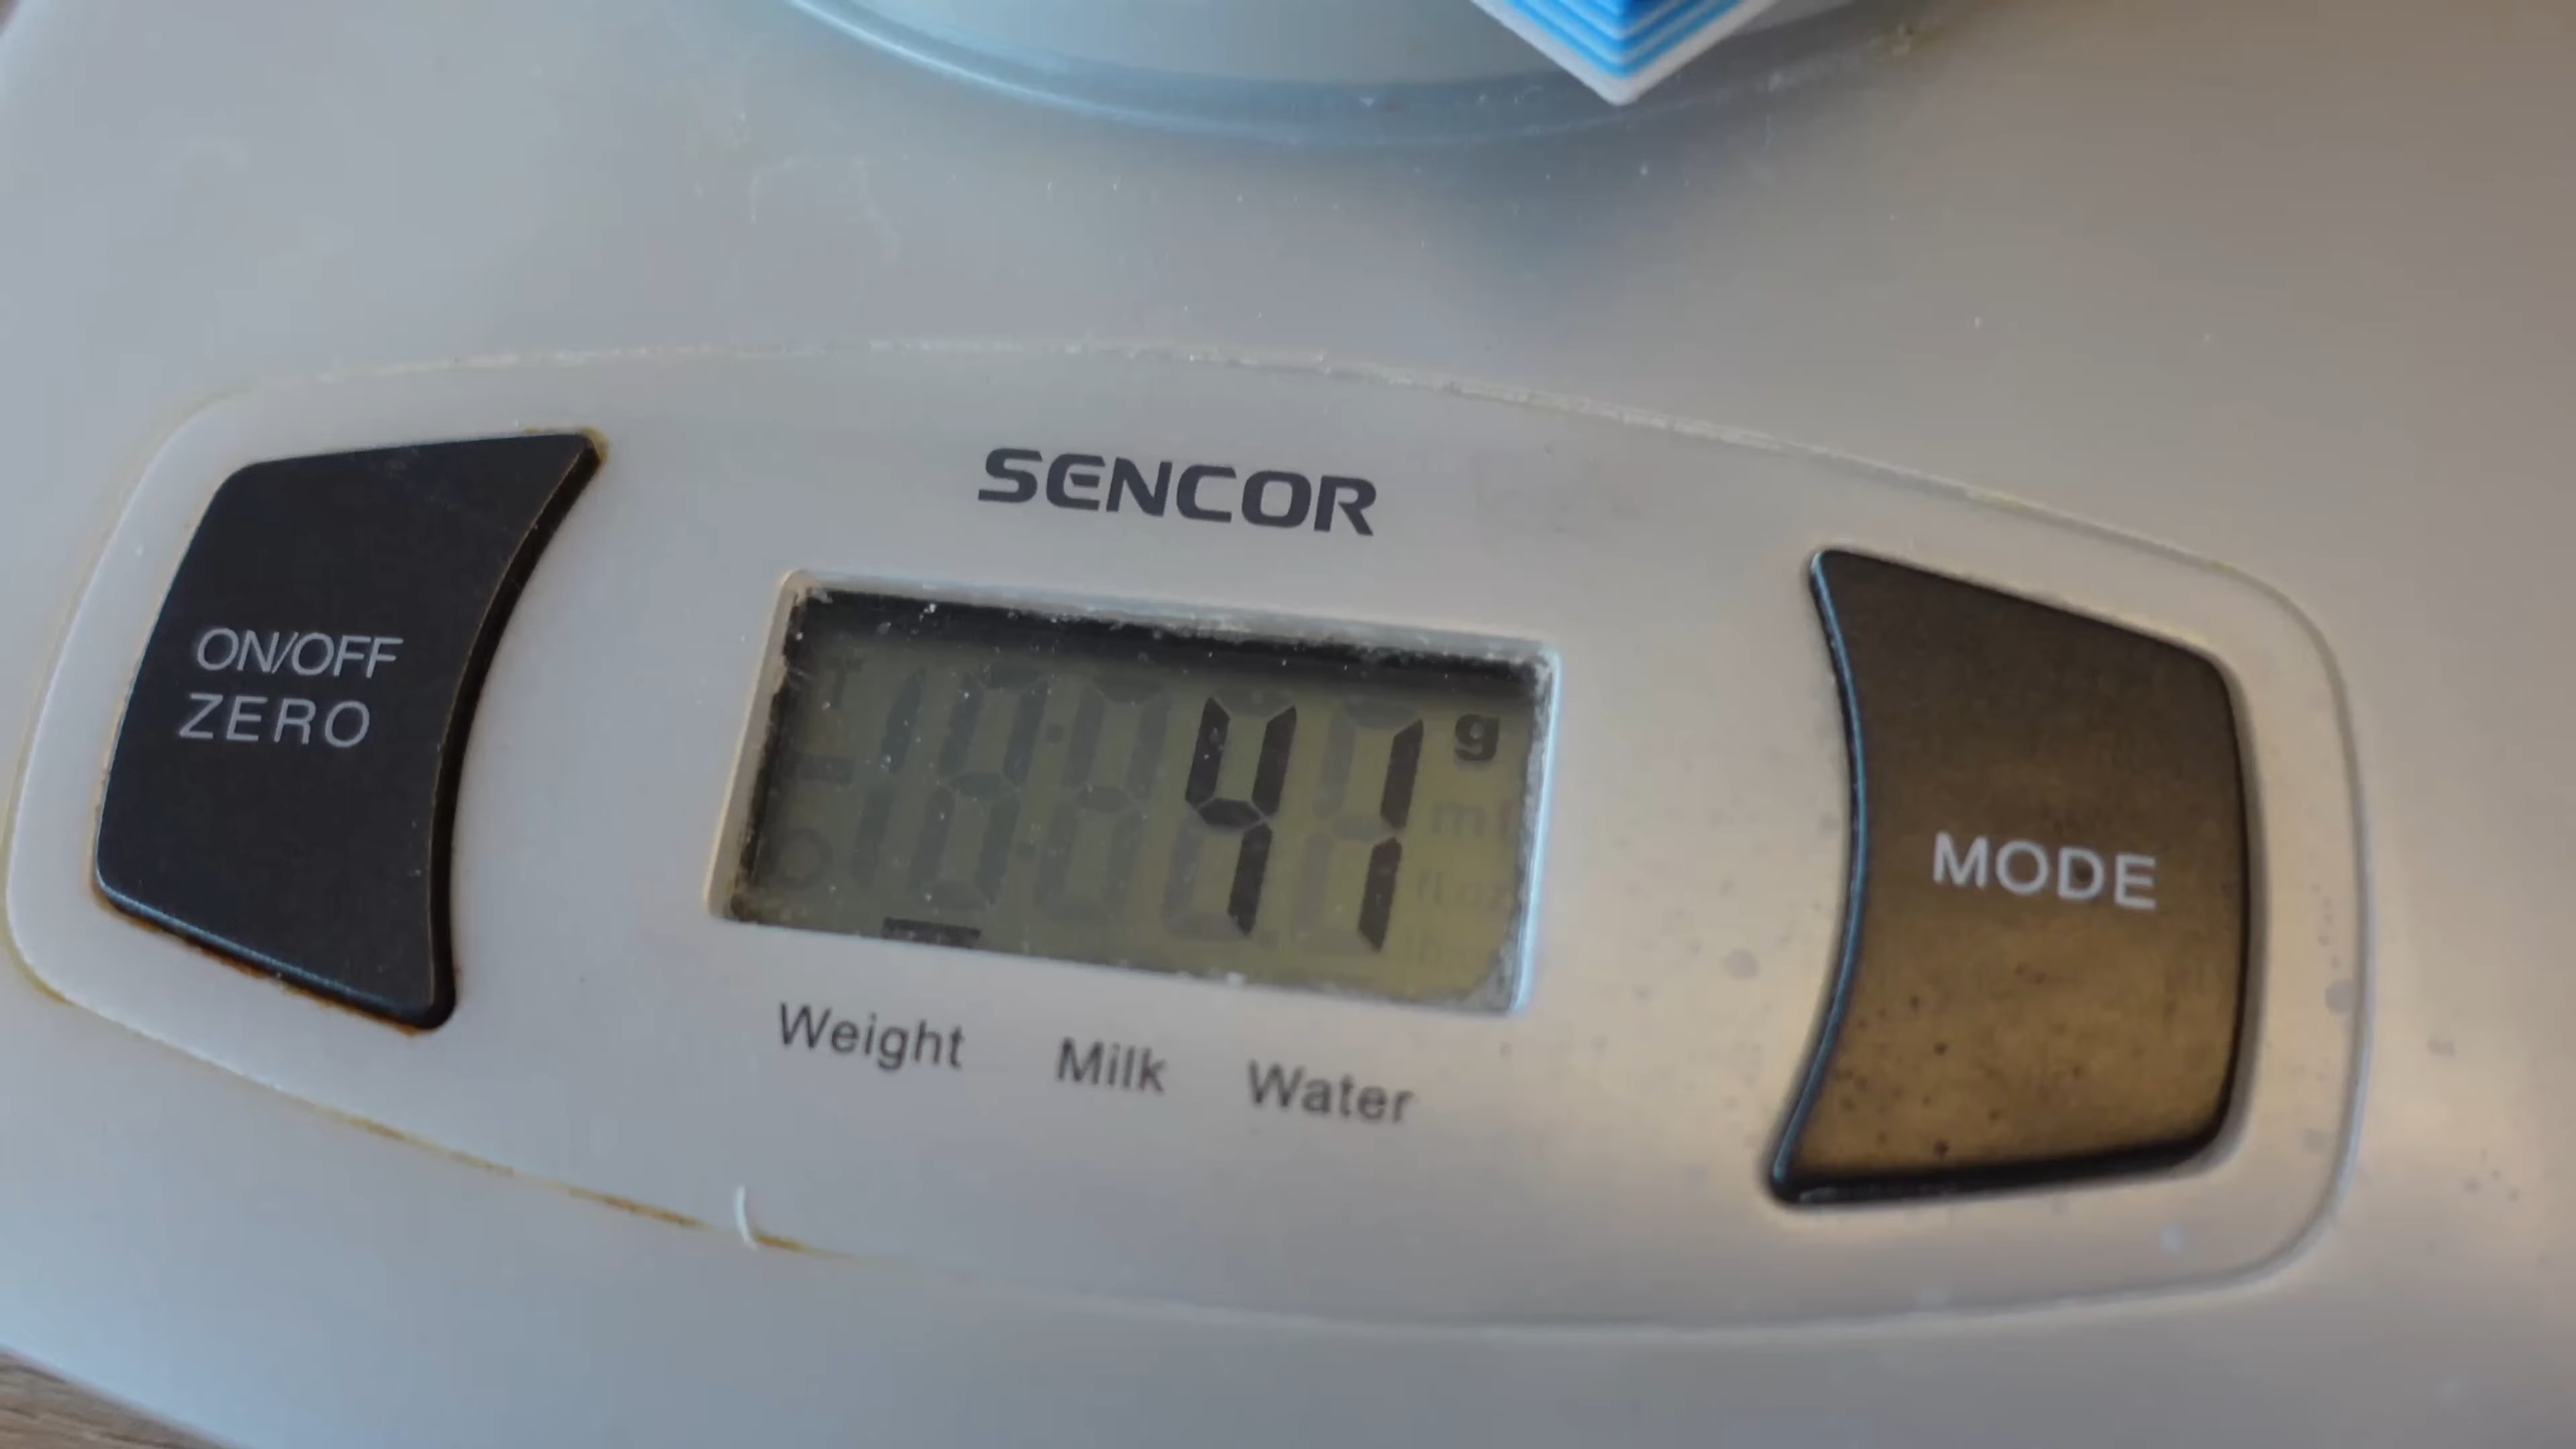 SENCOR
ON/OFF
ZERO
41 g
MODE
Weight Milk Water